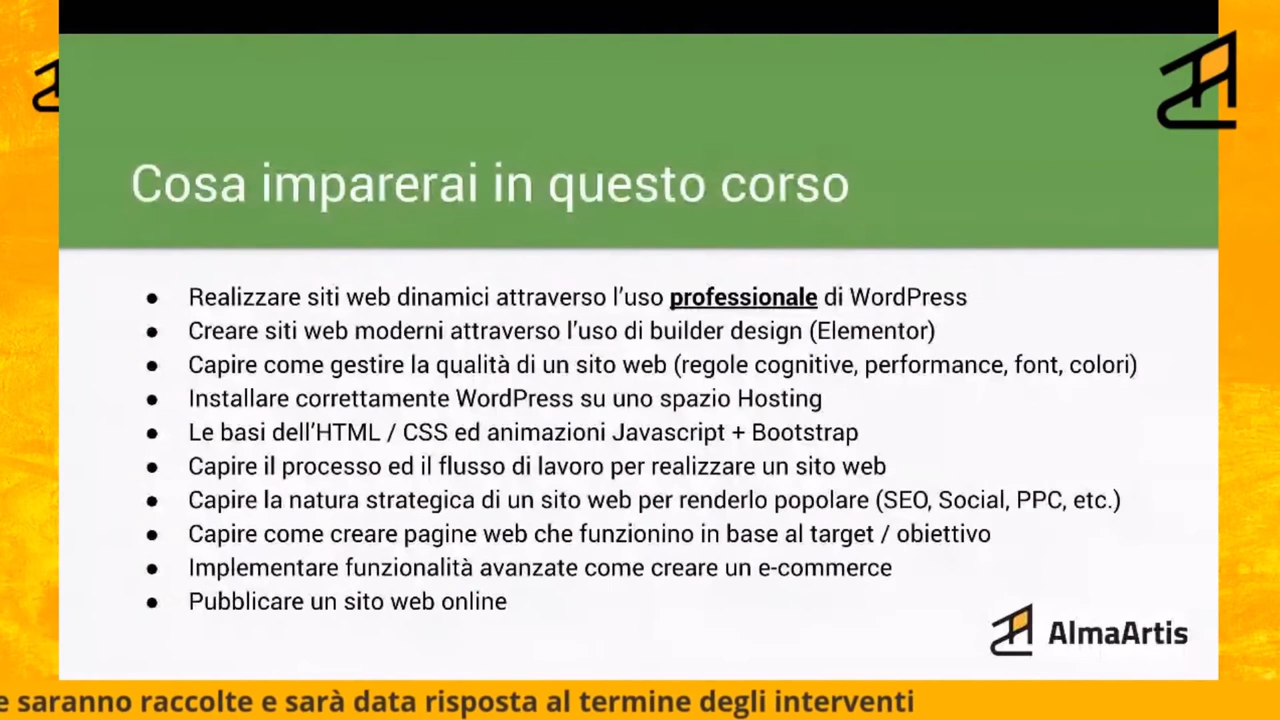 Cosa imparerai in questo corso
● Realizzare siti web dinamici attraverso l'uso professionale di WordPress
● Creare siti web moderni attraverso l'uso di builder design (Elementor)
● Capire come gestire la qualità di un sito web (regole cognitive, performance, font, colori)
● Installare correttamente WordPress su uno spazio Hosting
● Le basi dell'HTML / CSS ed animazioni Javascript + Bootstrap
● Capire il processo ed il flusso di lavoro per realizzare un sito web
● Capire la natura strategica di un sito web per renderlo popolare (SEO, Social, PPC, etc.)
● Capire come creare pagine web che funzionino in base al target / obiettivo
● Implementare funzionalità avanzate come creare un e-commerce
● Pubblicare un sito web online
AlmaArtis
e saranno raccolte e sarà data risposta al termine degli interventi